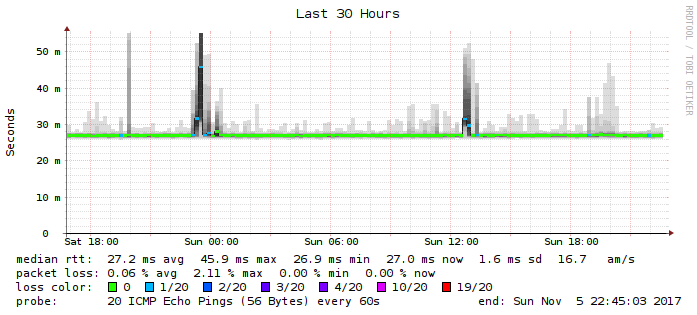 Last 30 Hours
RRDTOOL / TOBI OETIKER
Seconds
50 m
40 m
30 m
20 m
10 m
0
Sat 18:00 Sun 00:00 Sun 06:00 Sun 12:00 Sun 18:00
median rtt: 27.2 ms avg 45.9 ms max 26.9 ms min 27.0 ms now 1.6 ms sd 16.7 am/s
packet loss: 0.06 % avg 2.11 % max 0.00 % min 0.00 % now
loss color: 0 1/20 2/20 3/20 4/20 10/20 19/20
probe: 20 ICMP Echo Pings (56 Bytes) every 60s end: Sun Nov 5 22:45:03 2017